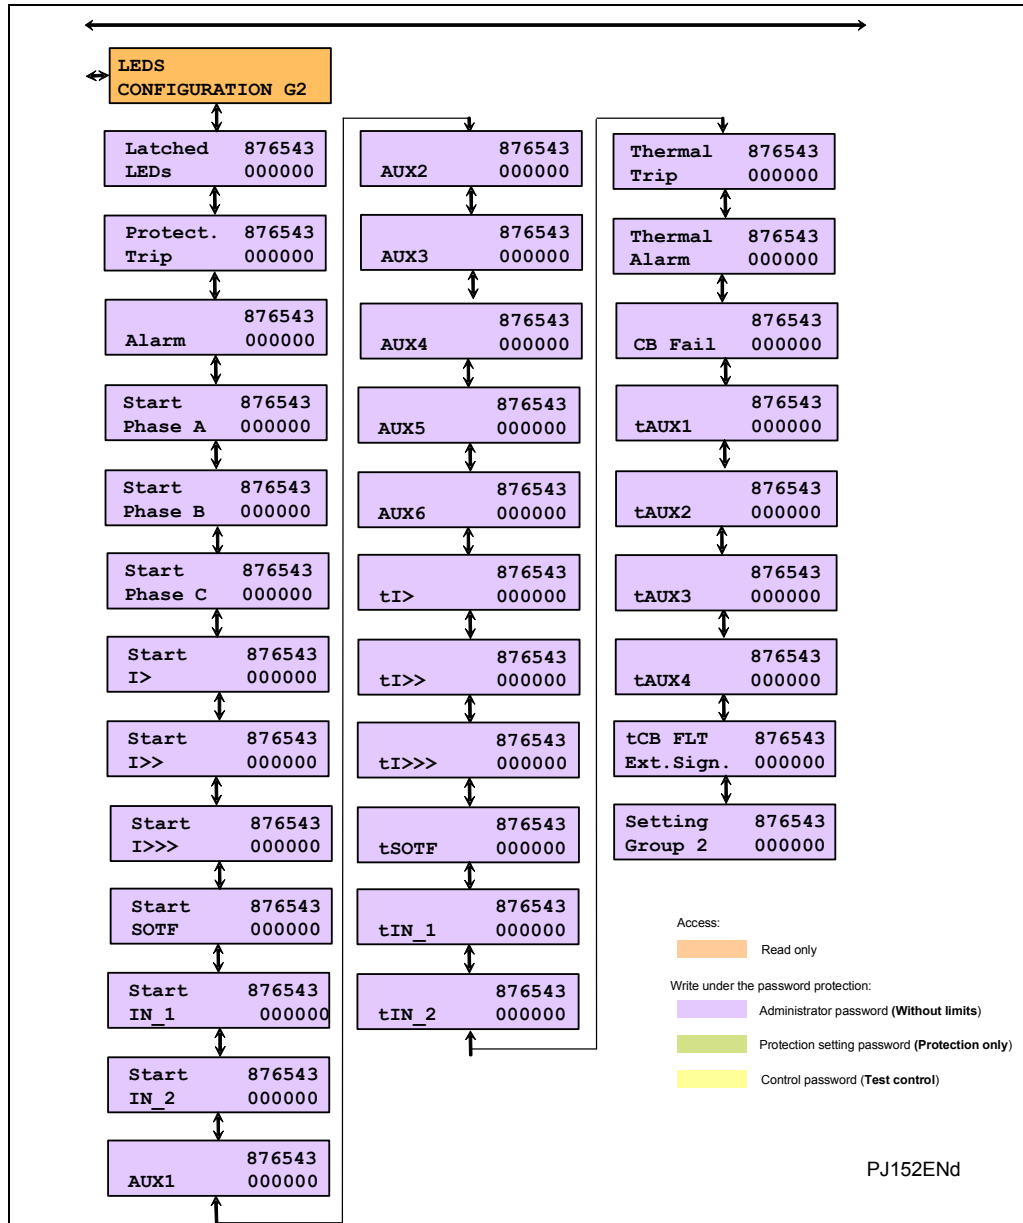 LEDS
CONFIGURATION G2
Latched 876543
LEDs 000000
Protect. 876543
Trip 000000
876543
Alarm 000000
Start 876543
Phase A 000000
Start 876543
Phase B 000000
Start 876543
Phase C 000000
Start 876543
I> 000000
Start 876543
I>> 000000
Start 876543
I>>> 000000
Start 876543
SOTF 000000
Start 876543
IN_1 000000
Start 876543
IN_2 000000
876543
AUX1 000000
876543
AUX2 000000
876543
AUX3 000000
876543
AUX4 000000
876543
AUX5 000000
876543
AUX6 000000
876543
tI> 000000
876543
tI>> 000000
876543
tI>>> 000000
876543
tSOTF 000000
876543
tIN_1 000000
876543
tIN_2 000000
Thermal 876543
Trip 000000
Thermal 876543
Alarm 000000
876543
CB Fail 000000
876543
tAUX1 000000
876543
tAUX2 000000
876543
tAUX3 000000
876543
tAUX4 000000
tCB FLT 876543
Ext.Sign. 000000
Setting 876543
Group 2 000000
Access:
Read only
Write under the password protection:
Administrator password (Without limits)
Protection setting password (Protection only)
Control password (Test control)
PJ152ENd